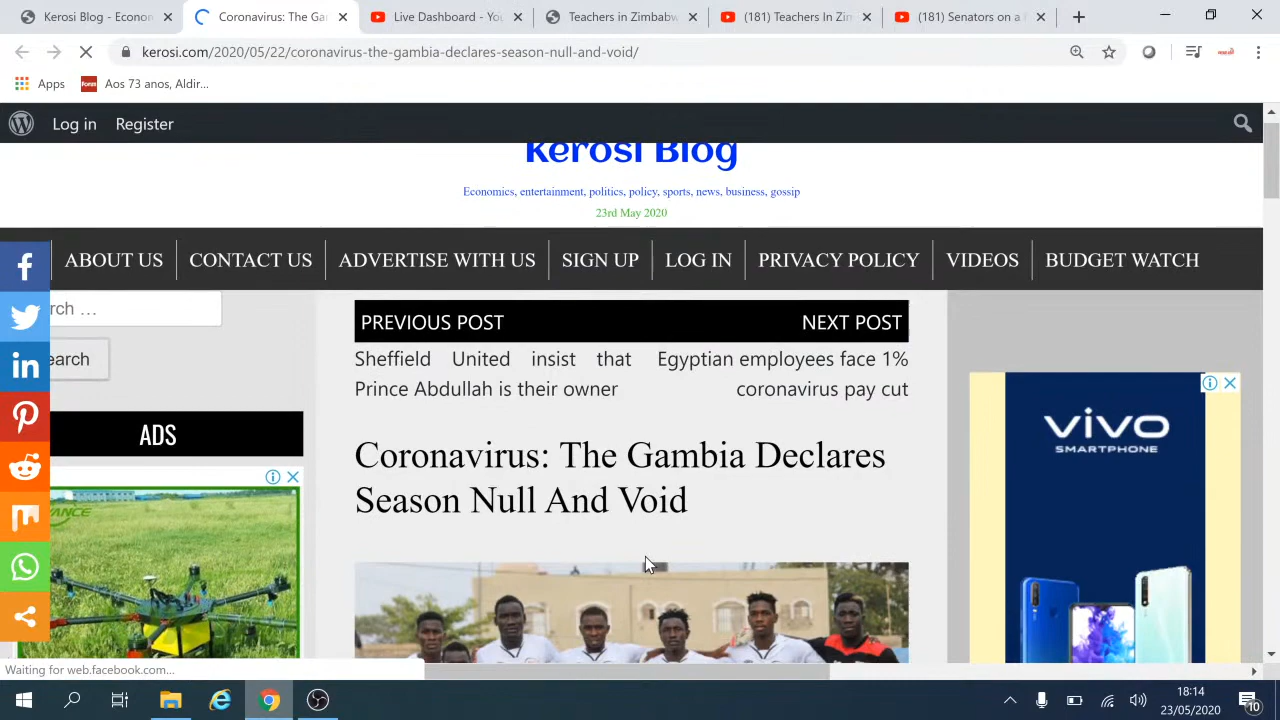 Kerosi Blog - Econom
Coronavirus: The Ga
Live Dashboard - Yo
Teachers in Zimbabw
(181) Teachers In Zim
(181) Senators on a
kerosi.com/2020/05/22/coronavirus-the-gambia-declares-season-null-and-void/
Apps
Aos 73 anos, Aldir...
Log in
Register
Kerosi Blog
Economics, entertainment, politics, policy, sports, news, business, gossip
23rd May 2020
ABOUT US
CONTACT US
ADVERTISE WITH US
SIGN UP
LOG IN
PRIVACY POLICY
VIDEOS
BUDGET WATCH
rch …
earch
ADS
PREVIOUS POST
NEXT POST
Sheffield United insist that
Prince Abdullah is their owner
Egyptian employees face 1%
coronavirus pay cut
Coronavirus: The Gambia Declares
Season Null And Void
vivo
SMARTPHONE
Waiting for web.facebook.com...
18:14
23/05/2020
10